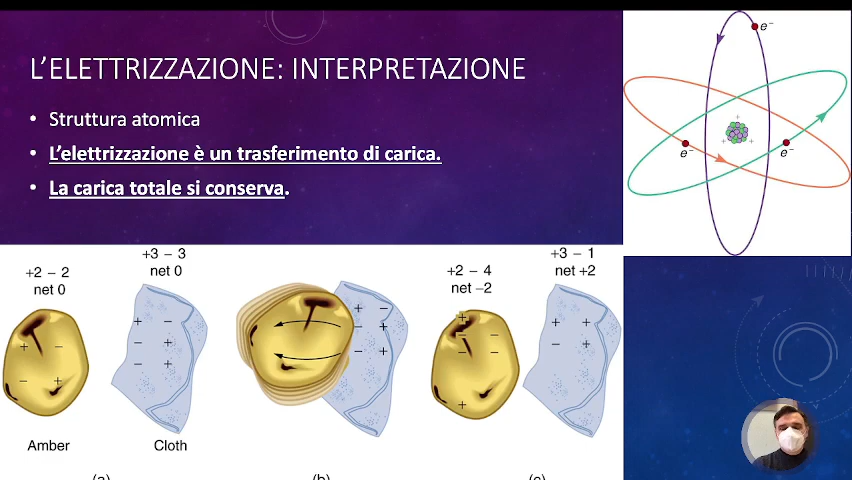 L'ELETTRIZZAZIONE: INTERPRETAZIONE
• Struttura atomica
• L'elettrizzazione è un trasferimento di carica.
• La carica totale si conserva.
e⁻
e⁻
e⁻
+2 − 2
net 0
+3 − 3
net 0
+2 − 4
net −2
+3 − 1
net +2
Amber
Cloth
(a)
(b)
(c)